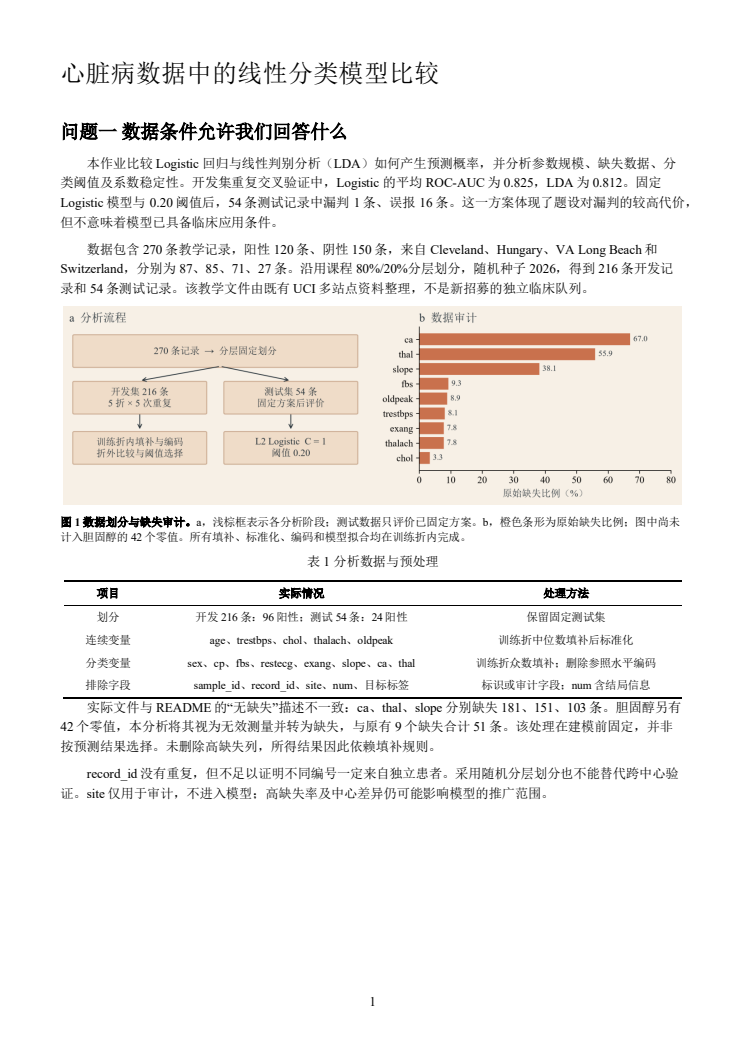 心脏病数据中的线性分类模型比较
问题一 数据条件允许我们回答什么
本作业比较 Logistic 回归与线性判别分析（LDA）如何产生预测概率，并分析参数规模、缺失数据、分
类阈值及系数稳定性。开发集重复交叉验证中，Logistic 的平均 ROC-AUC 为 0.825，LDA 为 0.812。固定
Logistic 模型与 0.20 阈值后，54 条测试记录中漏判 1 条、误报 16 条。这一方案体现了题设对漏判的较高代价，
但不意味着模型已具备临床应用条件。
数据包含 270 条教学记录，阳性 120 条、阴性 150 条，来自 Cleveland、Hungary、VA Long Beach 和
Switzerland，分别为 87、85、71、27 条。沿用课程 80%/20%分层划分，随机种子 2026，得到 216 条开发记
录和 54 条测试记录。该教学文件由既有 UCI 多站点资料整理，不是新招募的独立临床队列。
a 分析流程
270 条记录 → 分层固定划分
开发集 216 条
5 折 × 5 次重复
测试集 54 条
固定方案后评价
训练折内填补与编码
折外比较与阈值选择
L2 Logistic C = 1
阈值 0.20
b 数据审计
ca 67.0
thal 55.9
slope 38.1
fbs 9.3
oldpeak 8.9
trestbps 8.1
exang 7.8
thalach 7.8
chol 3.3
0 10 20 30 40 50 60 70 80
原始缺失比例（%）
图 1 数据划分与缺失审计。a，浅棕框表示各分析阶段；测试数据只评价已固定方案。b，橙色条形为原始缺失比例；图中尚未
计入胆固醇的 42 个零值。所有填补、标准化、编码和模型拟合均在训练折内完成。
表 1 分析数据与预处理
项目 实际情况 处理方法
划分 开发 216 条：96 阳性；测试 54 条：24 阳性 保留固定测试集
连续变量 age、trestbps、chol、thalach、oldpeak 训练折中位数填补后标准化
分类变量 sex、cp、fbs、restecg、exang、slope、ca、thal 训练折众数填补；删除参照水平编码
排除字段 sample_id、record_id、site、num、目标标签 标识或审计字段；num 含结局信息
实际文件与 README 的“无缺失”描述不一致：ca、thal、slope 分别缺失 181、151、103 条。胆固醇另有
42 个零值，本分析将其视为无效测量并转为缺失，与原有 9 个缺失合计 51 条。该处理在建模前固定，并非
按预测结果选择。未删除高缺失列，所得结果因此依赖填补规则。
record_id 没有重复，但不足以证明不同编号一定来自独立患者。采用随机分层划分也不能替代跨中心验
证。site 仅用于审计，不进入模型；高缺失率及中心差异仍可能影响模型的推广范围。
1